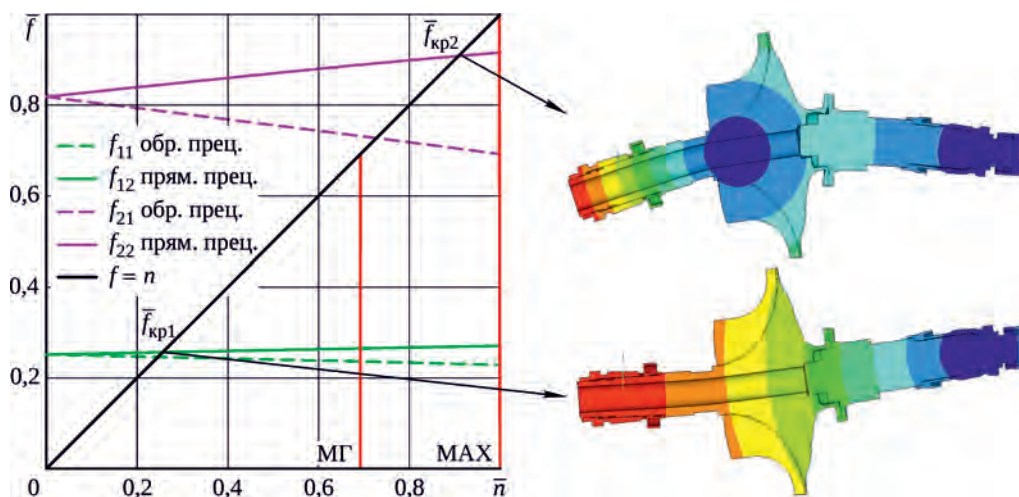 f̄
f̄кр2
0,8
f₁₁ обр. прец.
f₁₂ прям. прец.
0,6
f₂₁ обр. прец.
f₂₂ прям. прец.
f = n
0,4
f̄кр1
0,2
МГ
MAX
0
0,2
0,4
0,6
0,8
n̄